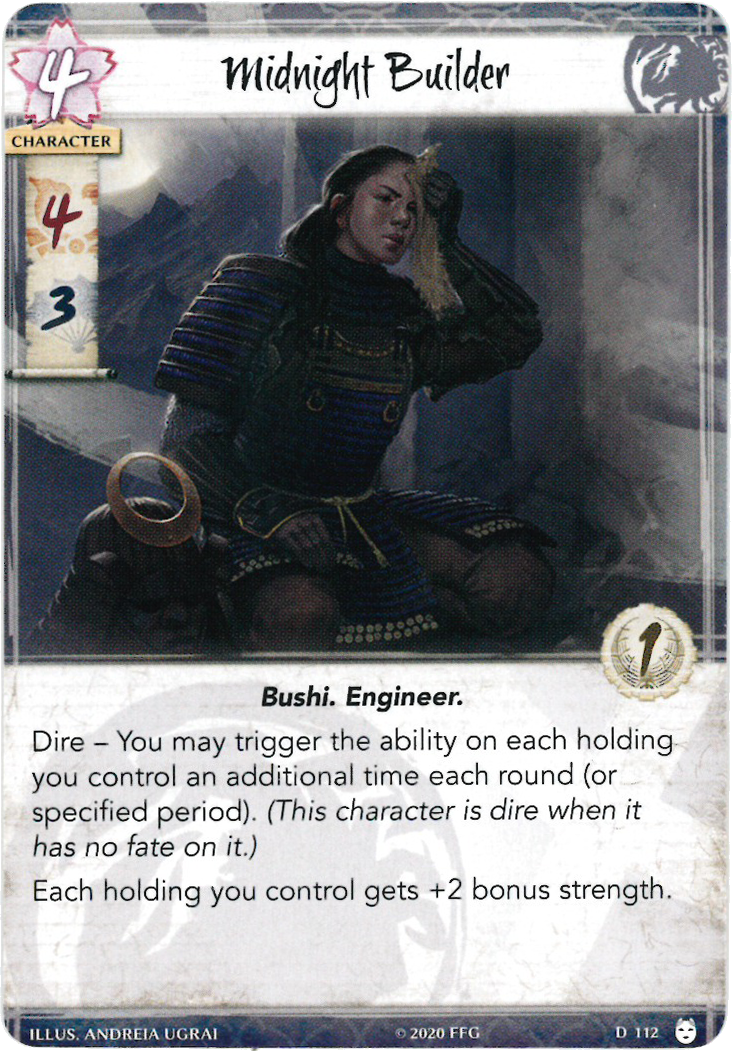 4
Midnight Builder
CHARACTER
4
3
1
Bushi. Engineer.
Dire – You may trigger the ability on each holding
you control an additional time each round (or
specified period). (This character is dire when it
has no fate on it.)
Each holding you control gets +2 bonus strength.
ILLUS. ANDREIA UGRAI © 2020 FFG D 112